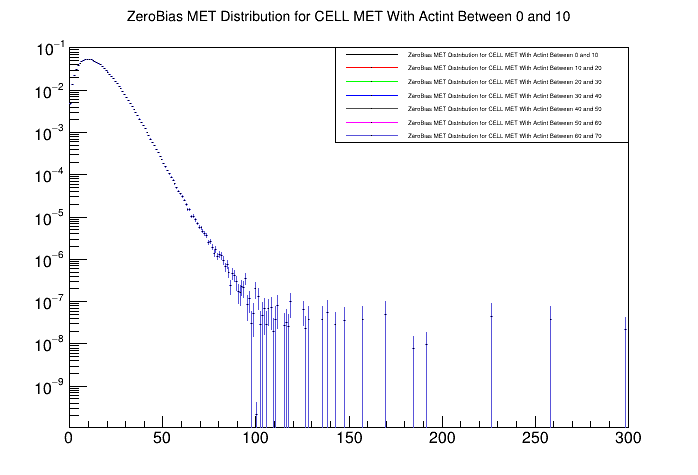 ZeroBias MET Distribution for CELL MET With Actint Between 0 and 10
ZeroBias MET Distribution for CELL MET With Actint Between 0 and 10
ZeroBias MET Distribution for CELL MET With Actint Between 10 and 20
ZeroBias MET Distribution for CELL MET With Actint Between 20 and 30
ZeroBias MET Distribution for CELL MET With Actint Between 30 and 40
ZeroBias MET Distribution for CELL MET With Actint Between 40 and 50
ZeroBias MET Distribution for CELL MET With Actint Between 50 and 60
ZeroBias MET Distribution for CELL MET With Actint Between 60 and 70
10⁻¹
10⁻²
10⁻³
10⁻⁴
10⁻⁵
10⁻⁶
10⁻⁷
10⁻⁸
10⁻⁹
0 50 100 150 200 250 300